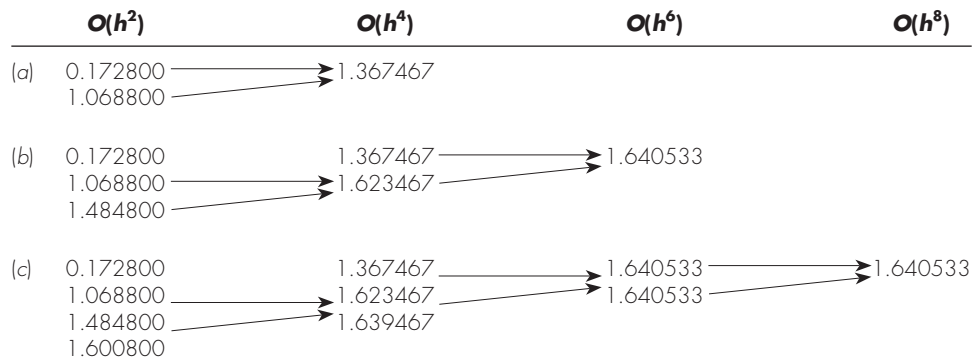 O(h²) O(h⁴) O(h⁶) O(h⁸)
(a) 0.172800 1.367467
1.068800
(b) 0.172800 1.367467 1.640533
1.068800 1.623467
1.484800
(c) 0.172800 1.367467 1.640533 1.640533
1.068800 1.623467 1.640533
1.484800 1.639467
1.600800